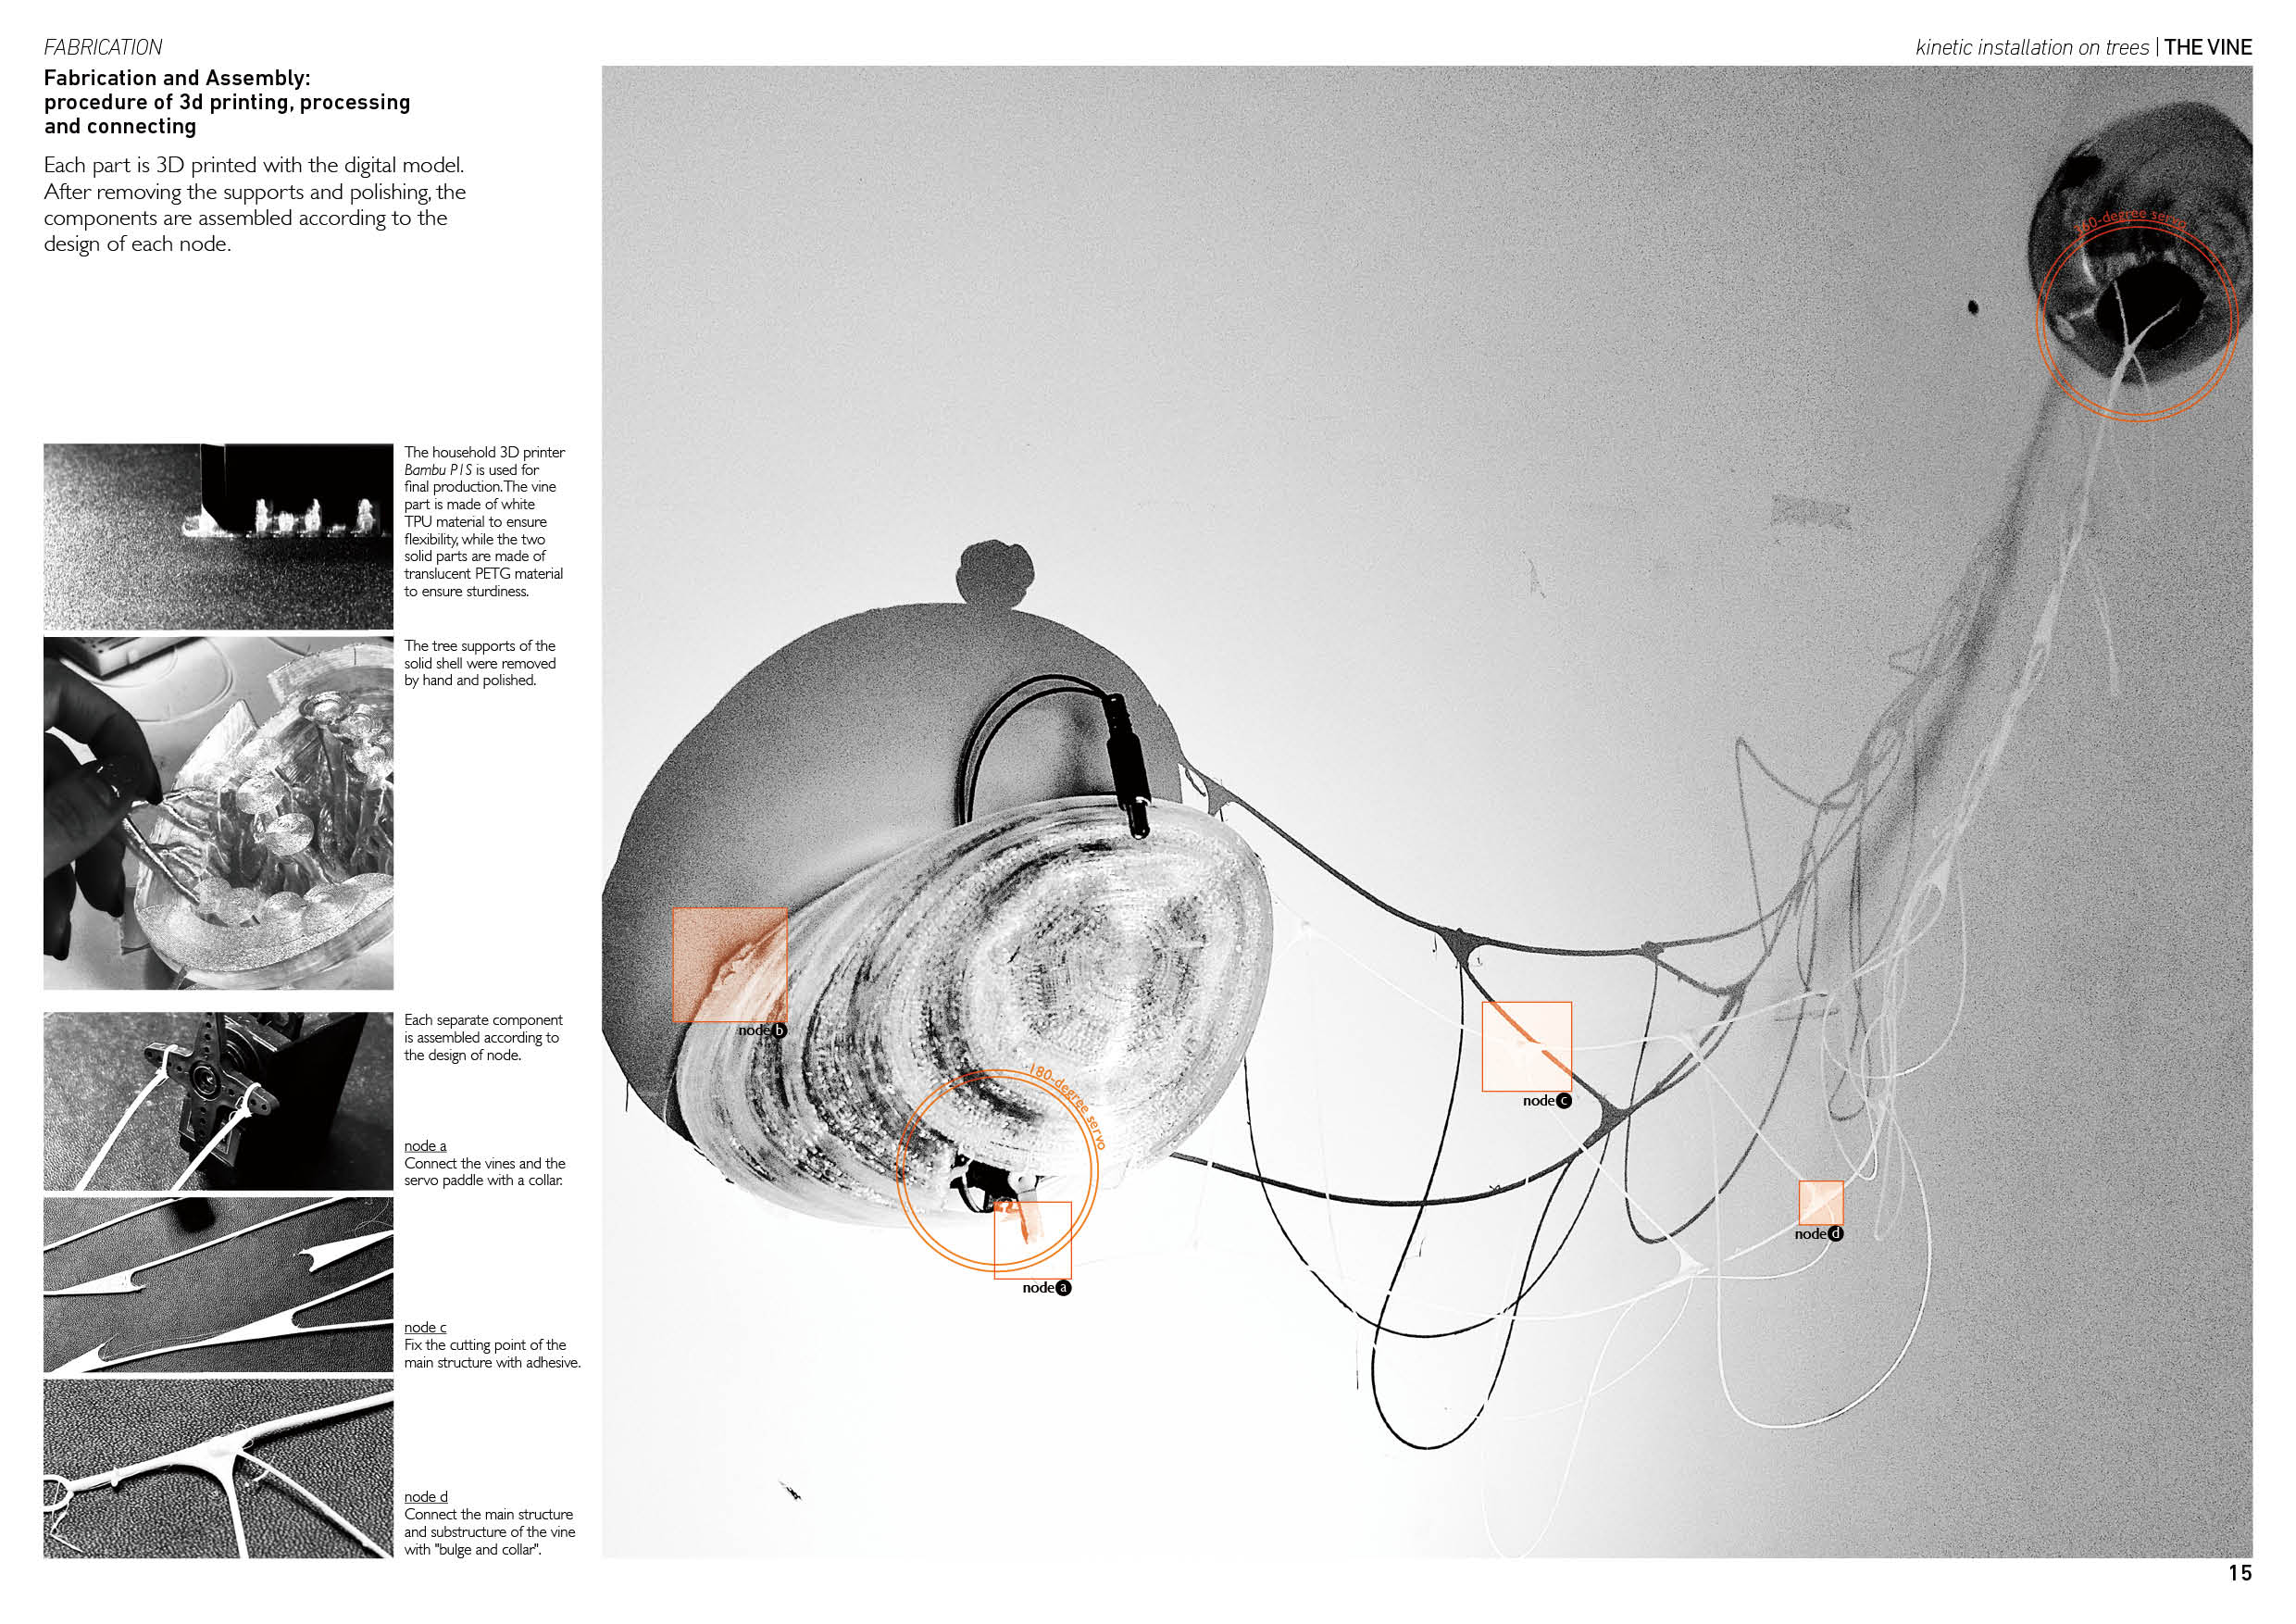 FABRICATION
kinetic installation on trees | THE VINE
Fabrication and Assembly:
procedure of 3d printing, processing
and connecting
Each part is 3D printed with the digital model.
After removing the supports and polishing, the
components are assembled according to the
design of each node.
The household 3D printer
Bambu P1S is used for
final production. The vine
part is made of white
TPU material to ensure
flexibility, while the two
solid parts are made of
translucent PETG material
to ensure sturdiness.
The tree supports of the
solid shell were removed
by hand and polished.
Each separate component
is assembled according to
the design of node.
node a
Connect the vines and the
servo paddle with a collar.
node c
Fix the cutting point of the
main structure with adhesive.
node d
Connect the main structure
and substructure of the vine
with "bulge and collar".
360-degree servo
node b
180-degree servo
node c
node d
node a
15